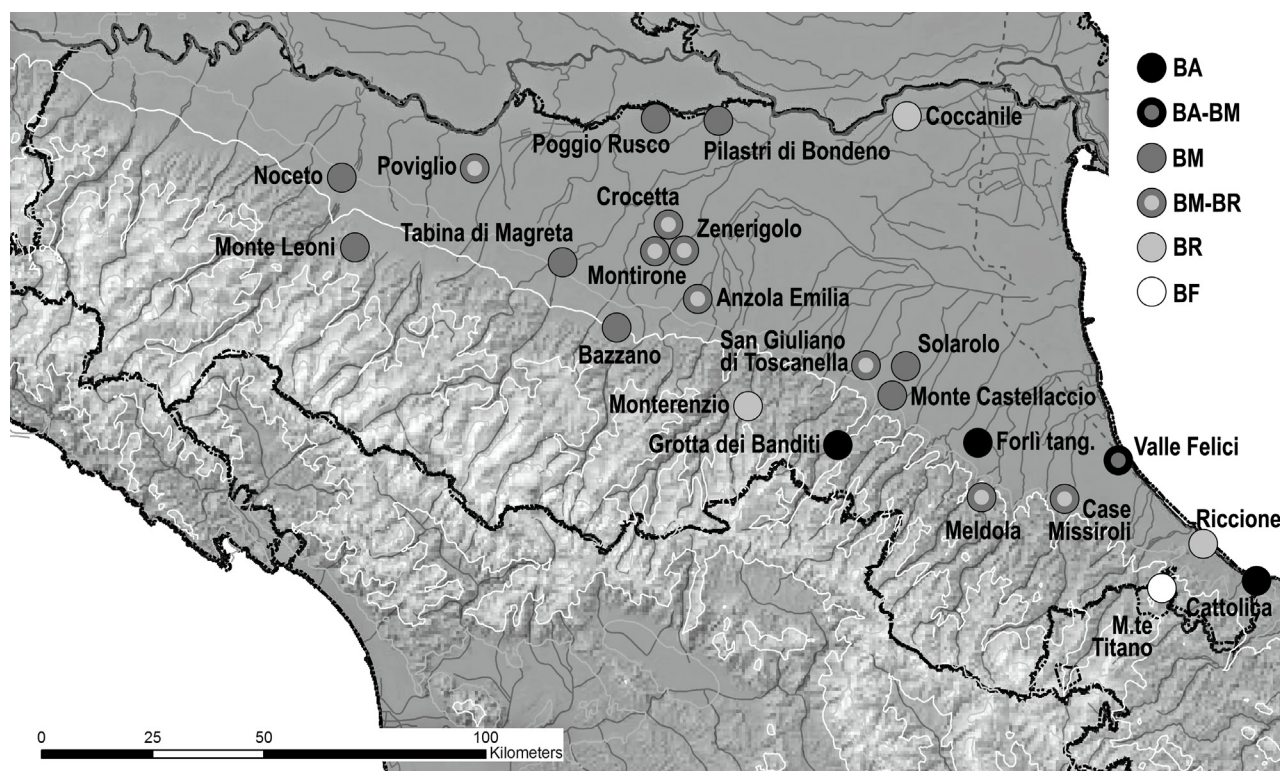 BA
BA-BM
BM
BM-BR
BR
BF
Coccanile
Poggio Rusco
Pilastri di Bondeno
Noceto
Poviglio
Crocetta
Zenerigolo
Monte Leoni
Tabina di Magreta
Montirone
Anzola Emilia
Bazzano
San Giuliano
di Toscanella
Solarolo
Monterenzio
Monte Castellaccio
Grotta dei Banditi
Forlì tang.
Valle Felici
Meldola
Case
Missiroli
Riccione
Cattolica
M.te
Titano
0 25 50 100
Kilometers